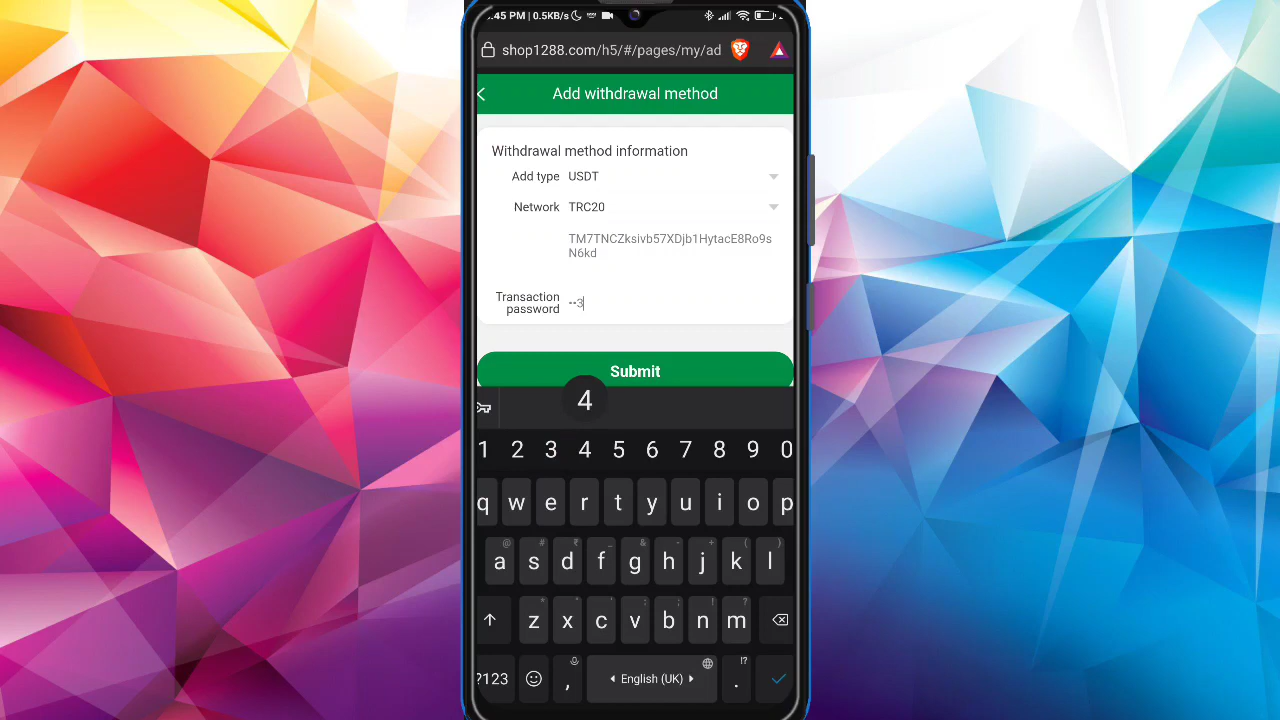 :45 PM | 0.5KB/s
shop1288.com/h5/#/pages/my/ad
Add withdrawal method
Withdrawal method information
Add type USDT
Network TRC20
TM7TNCZksivb57XDjb1HytacE8Ro9s
N6kd
Transaction
password
··3
Submit
4
1 2 3 4 5 6 7 8 9 0
q w e r t y u i o p
@ # ₹ _ & - + ( )
a s d f g h j k l
* " ' : ; ! ?
z x c v b n m
!?
?123 , English (UK) .